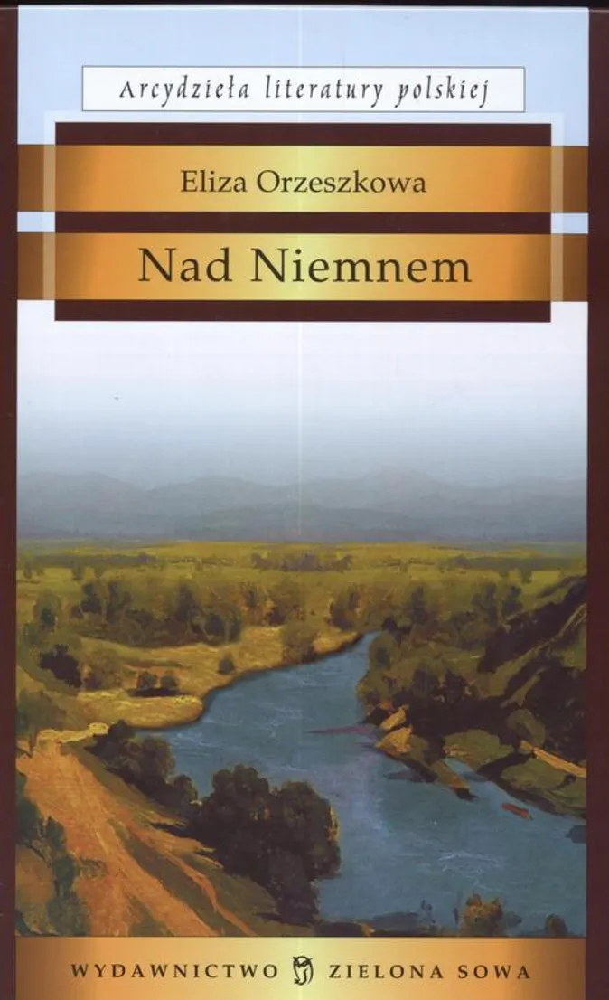 Arcydzieła literatury polskiej
Eliza Orzeszkowa
Nad Niemnem
WYDAWNICTWO ZIELONA SOWA